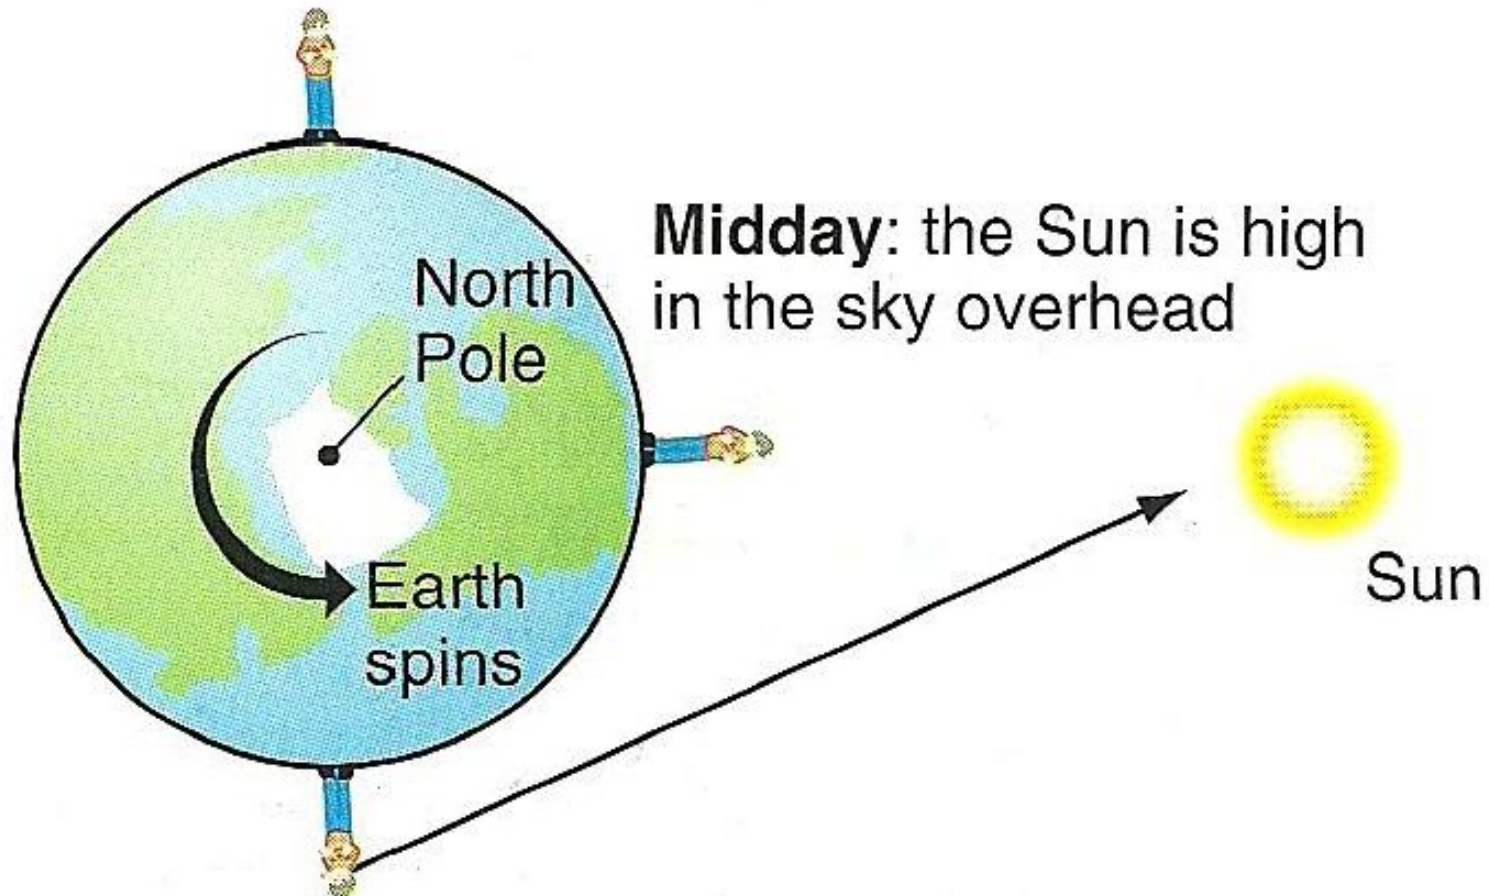 Midday: the Sun is high
in the sky overhead
North
Pole
Earth
spins
Sun